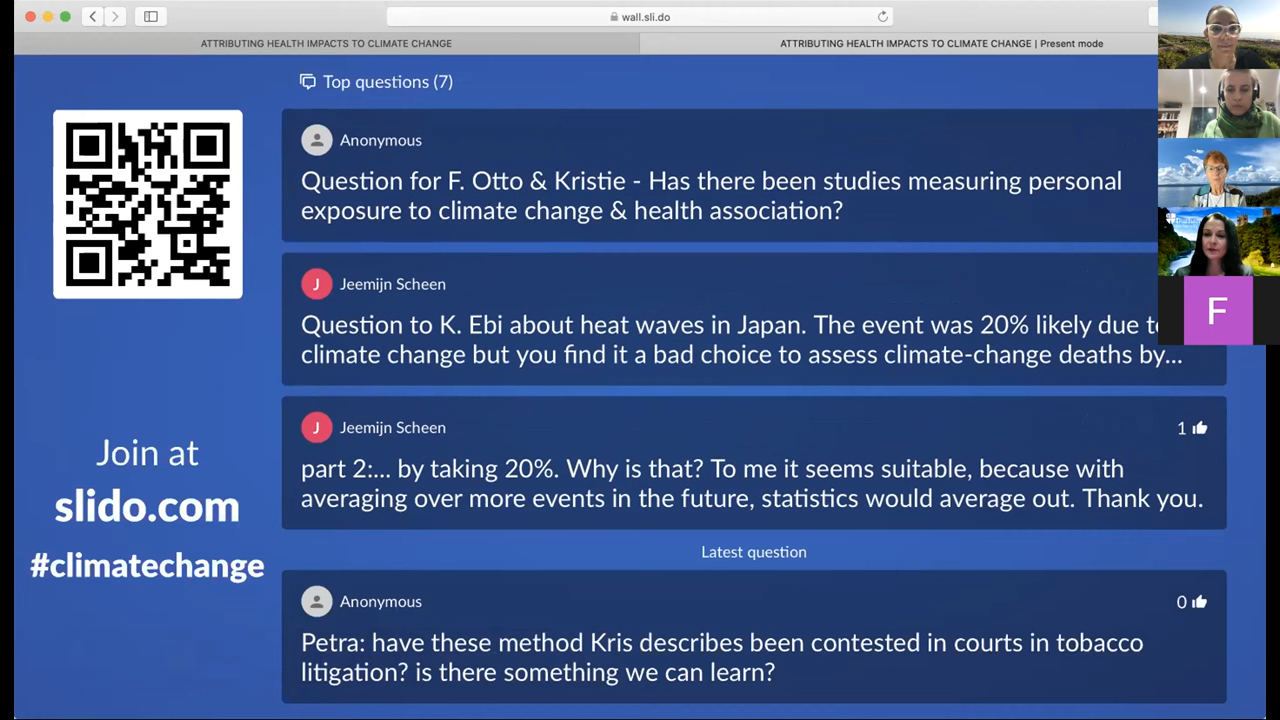 wall.sli.do
ATTRIBUTING HEALTH IMPACTS TO CLIMATE CHANGE
ATTRIBUTING HEALTH IMPACTS TO CLIMATE CHANGE | Present mode
Top questions (7)
Anonymous
Question for F. Otto & Kristie - Has there been studies measuring personal
exposure to climate change & health association?
J
Jeemijn Scheen
Question to K. Ebi about heat waves in Japan. The event was 20% likely due to
climate change but you find it a bad choice to assess climate-change deaths by...
J
Jeemijn Scheen
1
part 2:... by taking 20%. Why is that? To me it seems suitable, because with
averaging over more events in the future, statistics would average out. Thank you.
Latest question
Anonymous
0
Petra: have these method Kris describes been contested in courts in tobacco
litigation? is there something we can learn?
Join at
slido.com
#climatechange
F